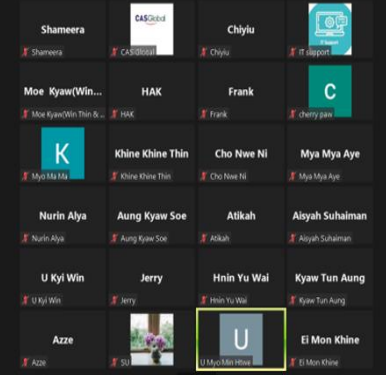 Shameera
Shameera
CASGlobal
CAS Global
Chiyiu
Chiyiu
IT Support
IT support
Moe Kyaw(Win...
Moe Kyaw(Win Thin & ...
HAK
HAK
Frank
Frank
C
cherry paw
K
Myo Ma Ma
Khine Khine Thin
Khine Khine Thin
Cho Nwe Ni
Cho Nwe Ni
Mya Mya Aye
Mya Mya Aye
Nurin Alya
Nurin Alya
Aung Kyaw Soe
Aung Kyaw Soe
Atikah
Atikah
Aisyah Suhaiman
Aisyah Suhaiman
U Kyi Win
U Kyi Win
Jerry
Jerry
Hnin Yu Wai
Hnin Yu Wai
Kyaw Tun Aung
Kyaw Tun Aung
Azze
Azze
SU
U
U Myo Min Htwe
Ei Mon Khine
Ei Mon Khine